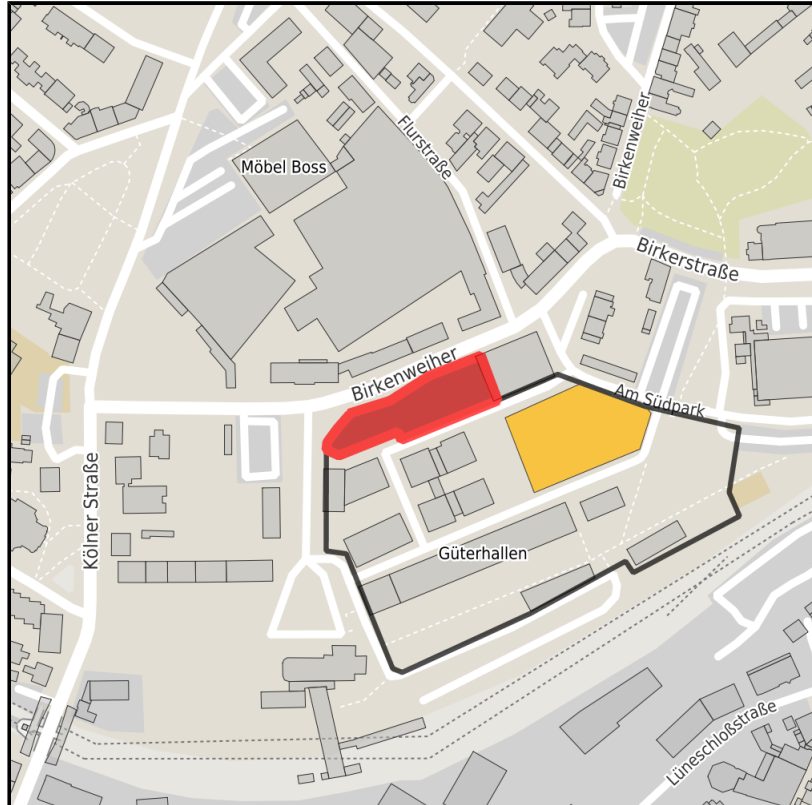 Möbel Boss
Flurstraße
Birkenweiher
Birkerstraße
Birkenweiher
Am Südpark
Kölner Straße
Güterhallen
Lüneschloßstraße